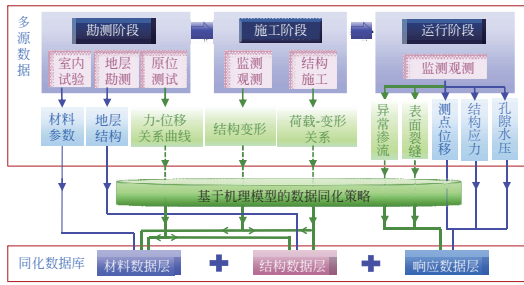 多源数据
勘测阶段
施工阶段
运行阶段
室内
试验
地层
勘测
原位
测试
监测
观测
结构
施工
监测观测
材料
参数
地层
结构
力-位移
关系曲线
结构变形
荷载-变形
关系
异常渗流
表面裂缝
测点位移
结构应力
孔隙水压
基于机理模型的数据同化策略
同化数据库
材料数据层
结构数据层
响应数据层